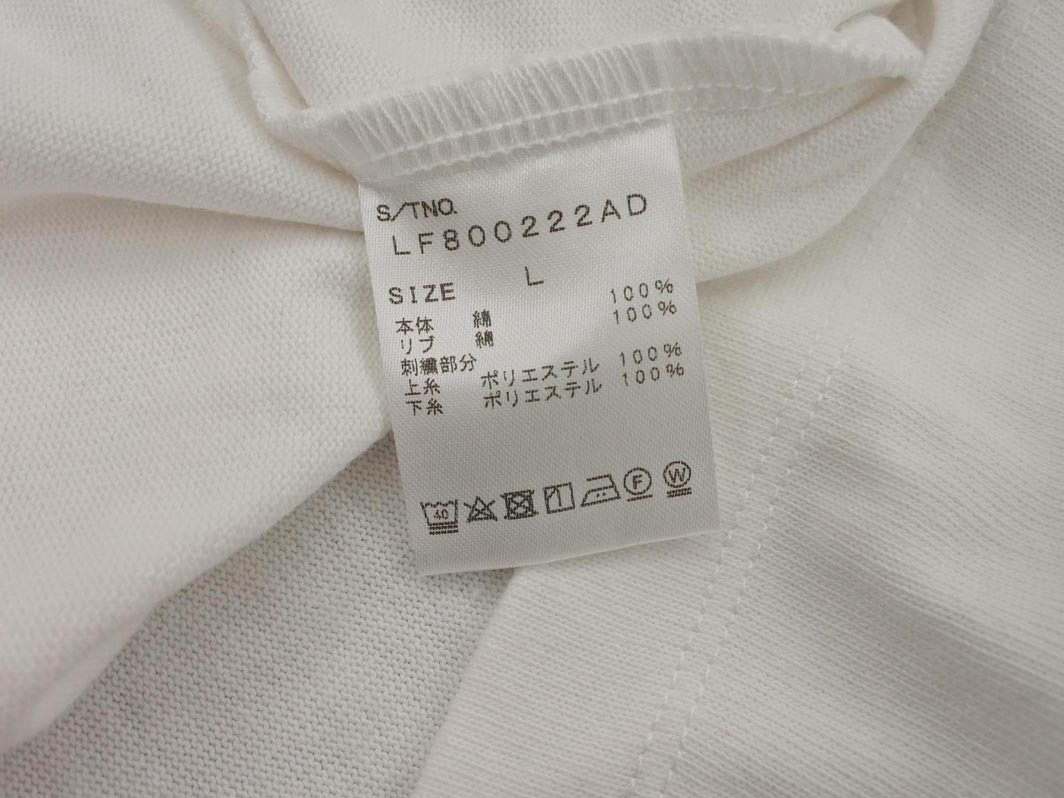 S/TNO.
LF800222AD
SIZE L
本体 綿 100%
リブ 綿 100%
刺繍部分
上糸 ポリエステル 100%
下糸 ポリエステル 100%
40 F W